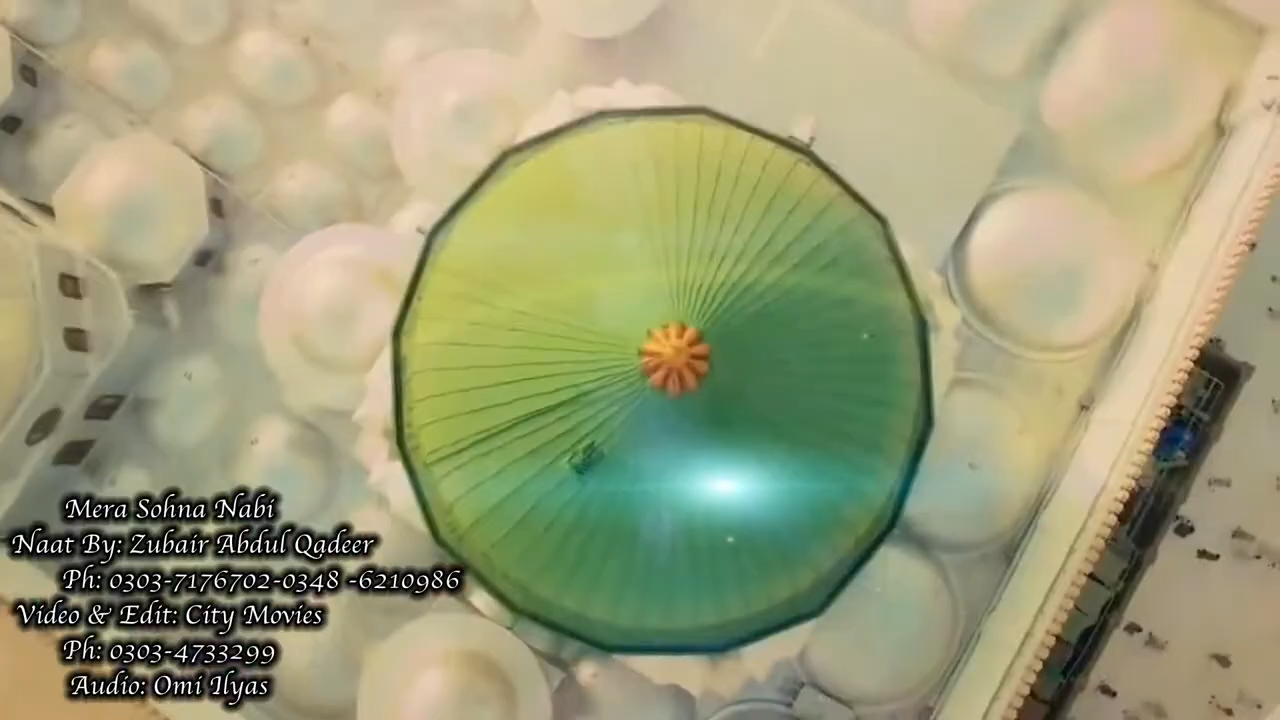 Mera Sohna Nabi
Naat By: Zubair Abdul Qadeer
Ph: 0303-7176702-0348 -6210986
Video & Edit: City Movies
Ph: 0303-4733299
Audio: Omi Ilyas